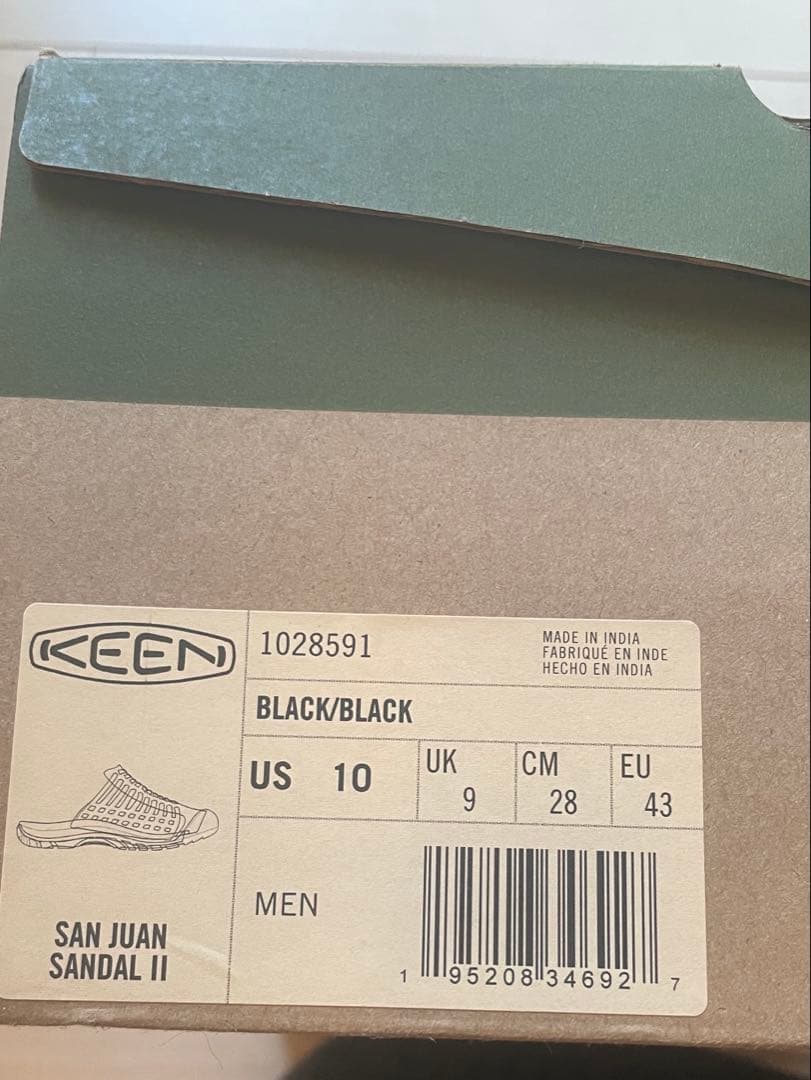 KEEN
1028591
MADE IN INDIA
FABRIQUÉ EN INDE
HECHO EN INDIA
BLACK/BLACK
US 10
UK 9
CM 28
EU 43
MEN
SAN JUAN
SANDAL II
1 95208 34692 7